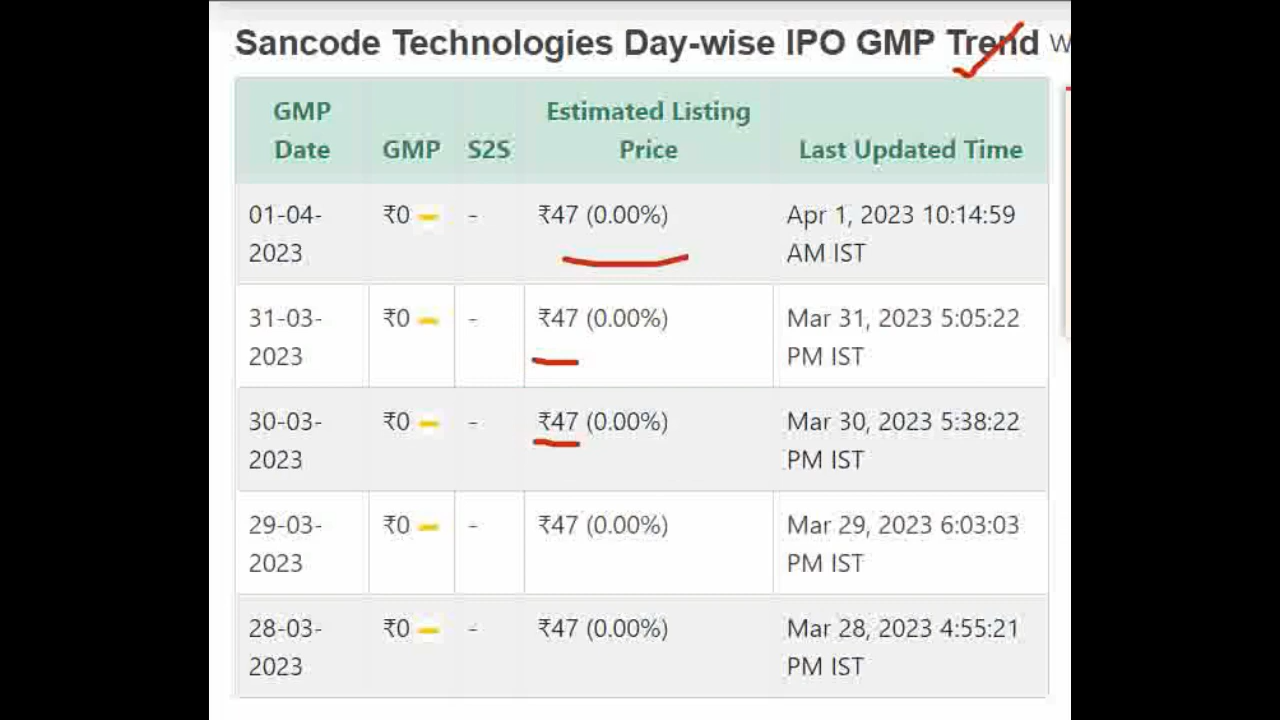 Sancode Technologies Day-wise IPO GMP Trend W
GMP Date GMP S2S Estimated Listing Price Last Updated Time
01-04-2023 ₹0 - ₹47 (0.00%) Apr 1, 2023 10:14:59 AM IST
31-03-2023 ₹0 - ₹47 (0.00%) Mar 31, 2023 5:05:22 PM IST
30-03-2023 ₹0 - ₹47 (0.00%) Mar 30, 2023 5:38:22 PM IST
29-03-2023 ₹0 - ₹47 (0.00%) Mar 29, 2023 6:03:03 PM IST
28-03-2023 ₹0 - ₹47 (0.00%) Mar 28, 2023 4:55:21 PM IST